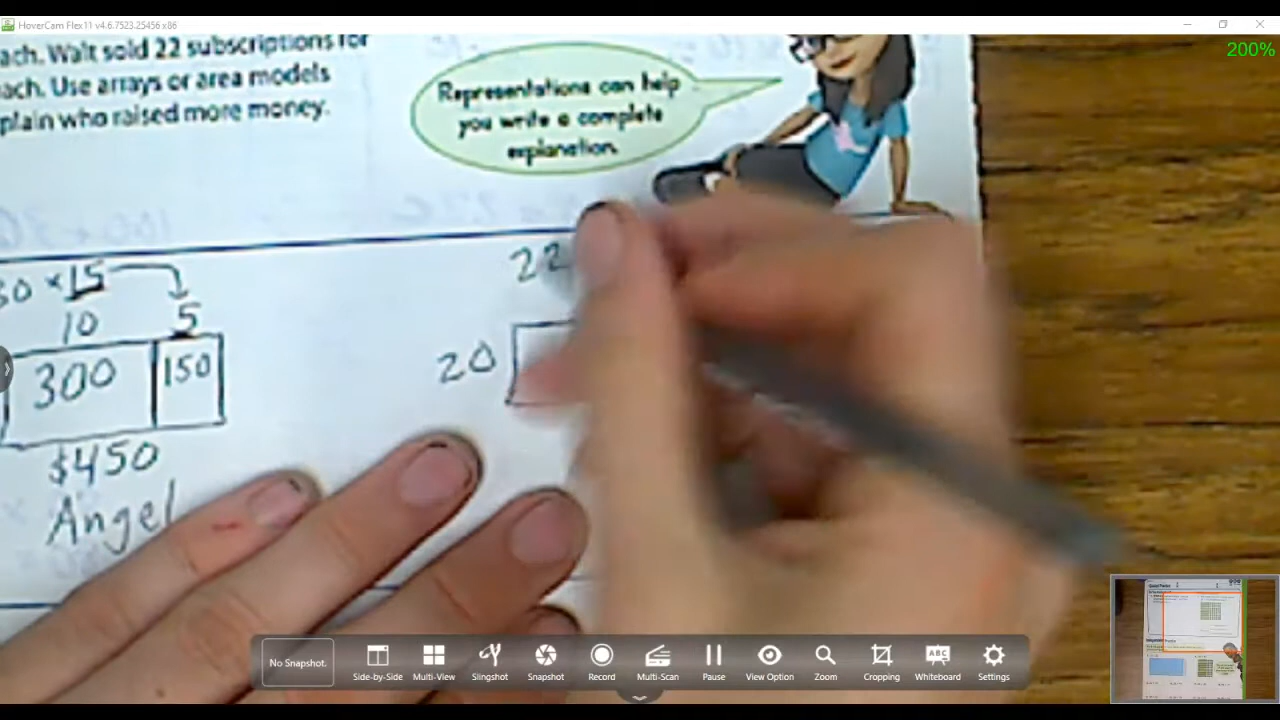 HoverCam Flex11 v4.6.7523.25456 x86
200%
ach. Walt sold 22 subscriptions for
ach. Use arrays or area models
plain who raised more money.
Representations can help
you write a complete
explanation.
30 × 15
10 5
300 150
$450
Angel
22
20
No Snapshot.
Side-by-Side
Multi-View
Slingshot
Snapshot
Record
Multi-Scan
Pause
View Option
Zoom
Cropping
ABC
Whiteboard
Settings